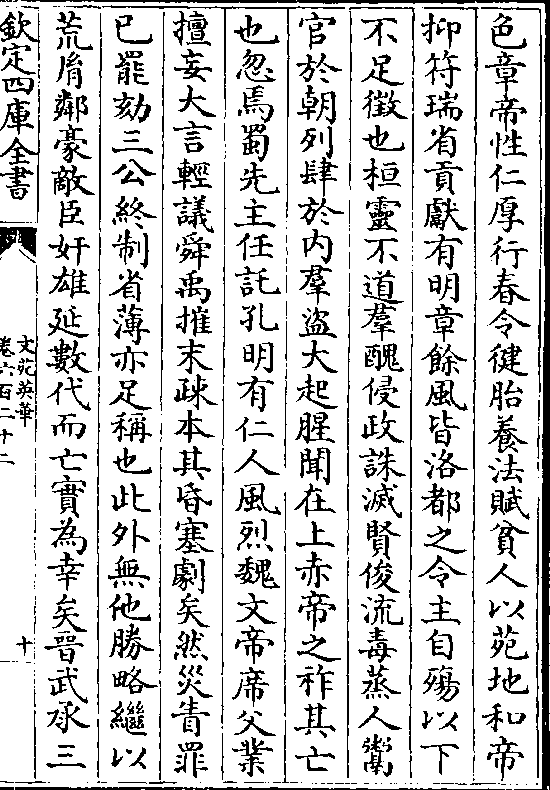 色章帝性仁厚行春令徤胎養法賦貧人以苑地和帝
抑符瑞省貢獻有明章餘風皆洛都之令主自殤以下
不足徵也桓靈不道羣醜侵政誅滅賢俊流毒蒸人鬻
官於朝列肆於内羣盜大起腥聞在上赤帝之祚其亡
也忽焉蜀先主任託孔明有仁人風烈魏文帝席父業
擅妄大言輕議舜禹摧末疎本其昏塞劇矣然災眚罪
已罷劾三公終制省薄亦足稱也此外無他勝略繼以
荒㣧鄰豪敵臣奸雄延數代而亡實為幸矣晉武承三
欽定四庫全書
文苑英華
卷六百二十二
十